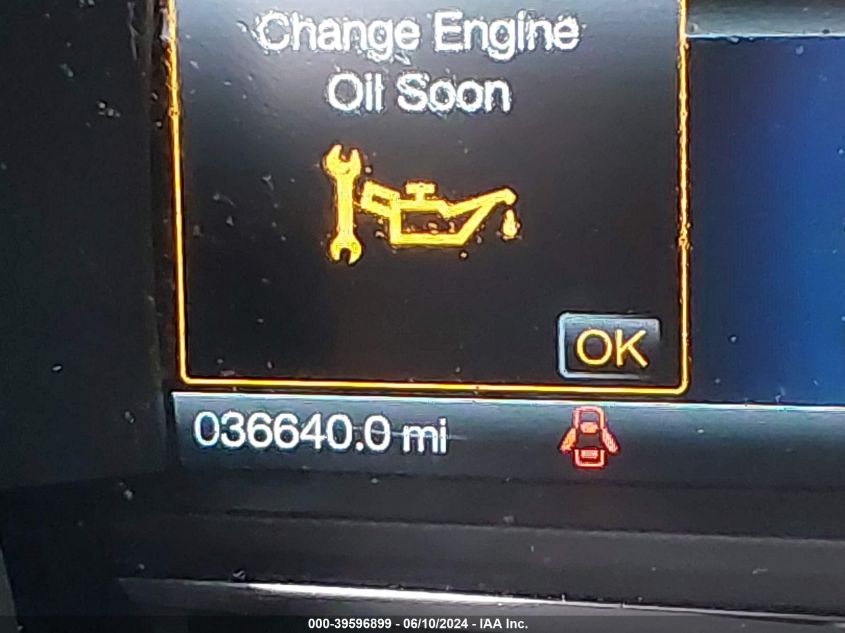 Change Engine
Oil Soon
OK
036640.0 mi
000-39596899 - 06/10/2024 - IAA Inc.